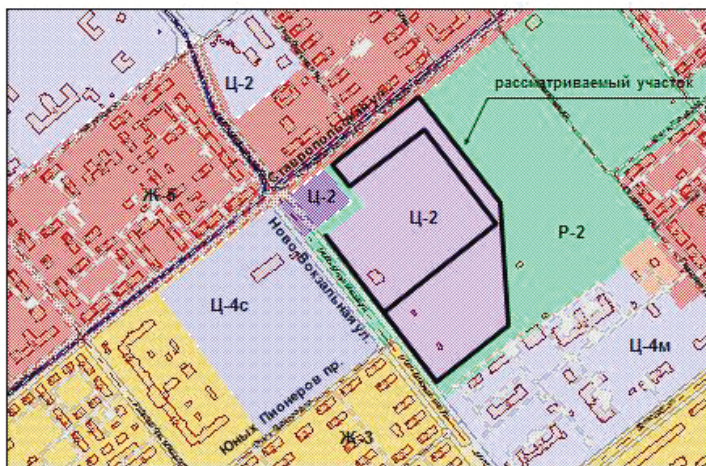 Ц-2
рассматриваемый участок
Ставропольская ул.
Ж-5
Ц-2
Ц-2
Р-2
Ново-Вокзальная ул.
Ц-4с
Ц-4м
Юных Пионеров пр.
Ж-3